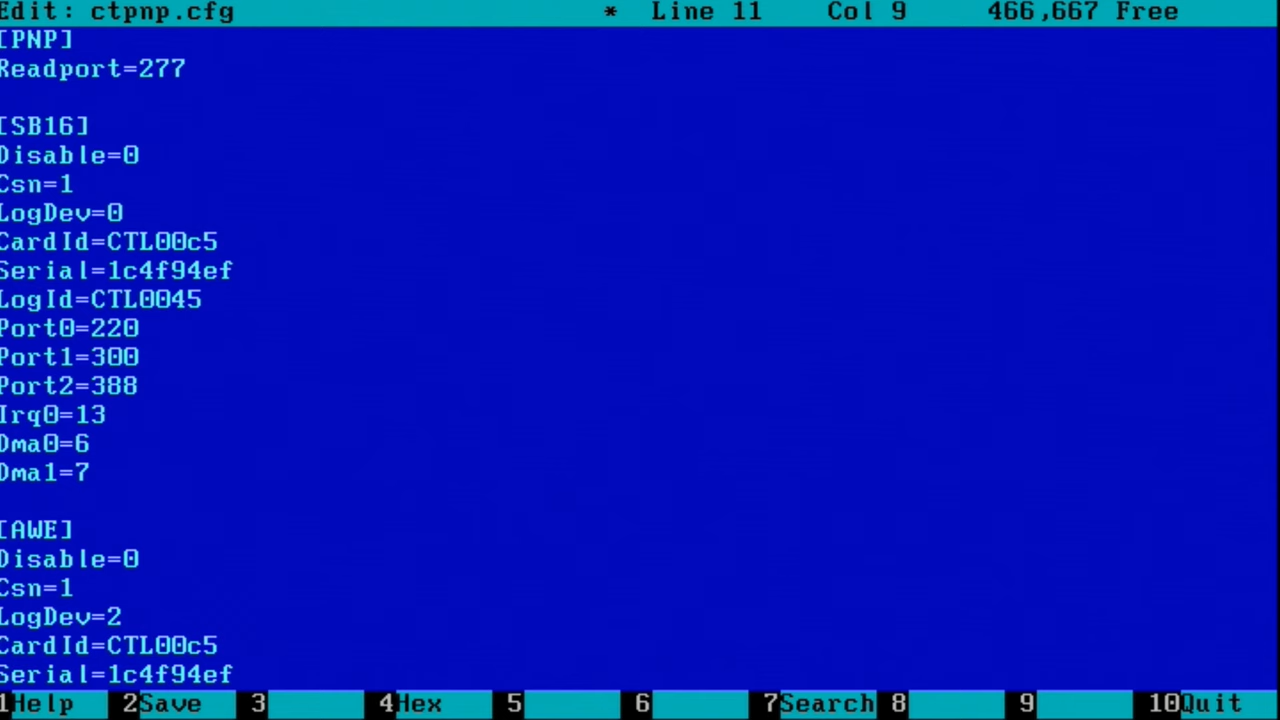 Edit: ctpnp.cfg * Line 11 Col 9 466,667 Free
[PNP]
Readport=277
[SB16]
Disable=0
Csn=1
LogDev=0
CardId=CTL00c5
Serial=1c4f94ef
LogId=CTL0045
Port0=220
Port1=300
Port2=388
Irq0=13
Dma0=6
Dma1=7
[AWE]
Disable=0
Csn=1
LogDev=2
CardId=CTL00c5
Serial=1c4f94ef
1Help 2Save 3 4Hex 5 6 7Search 8 9 10Quit